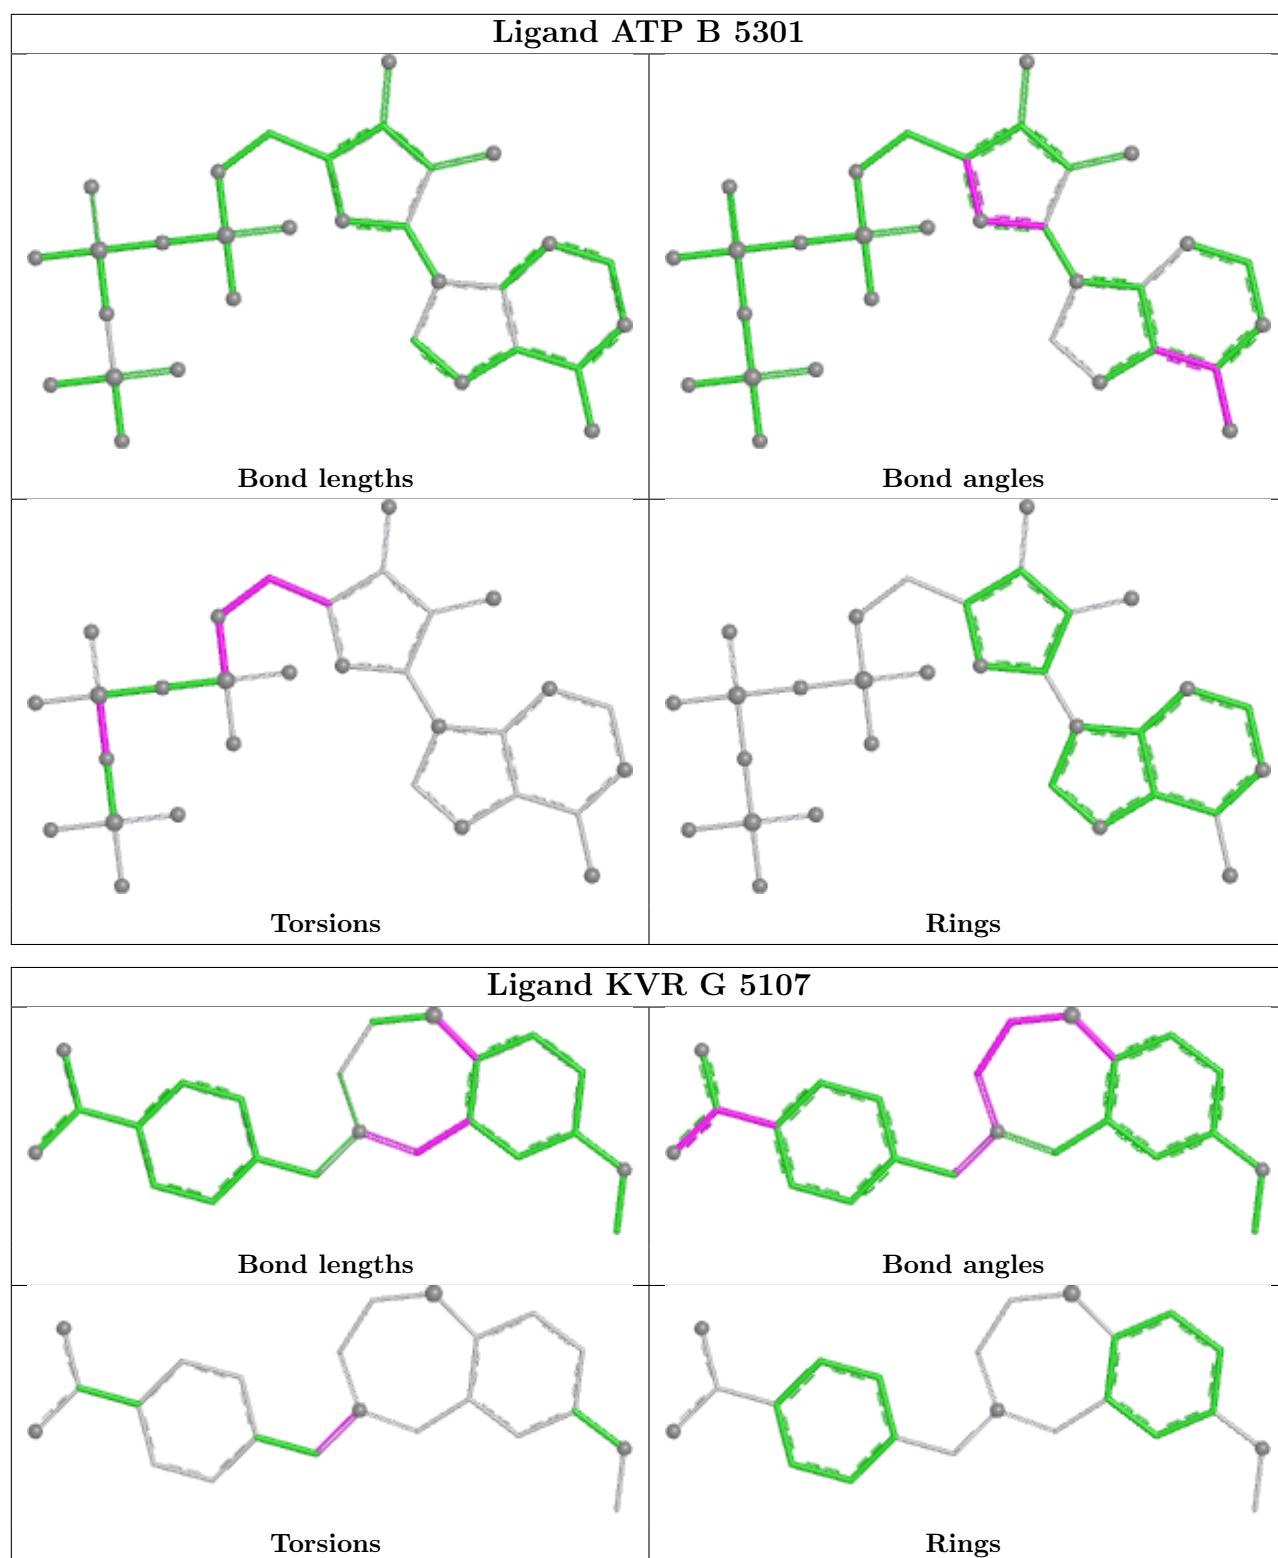 Ligand ATP B 5301
Bond lengths
Bond angles
Torsions
Rings
Ligand KVR G 5107
Bond lengths
Bond angles
Torsions
Rings